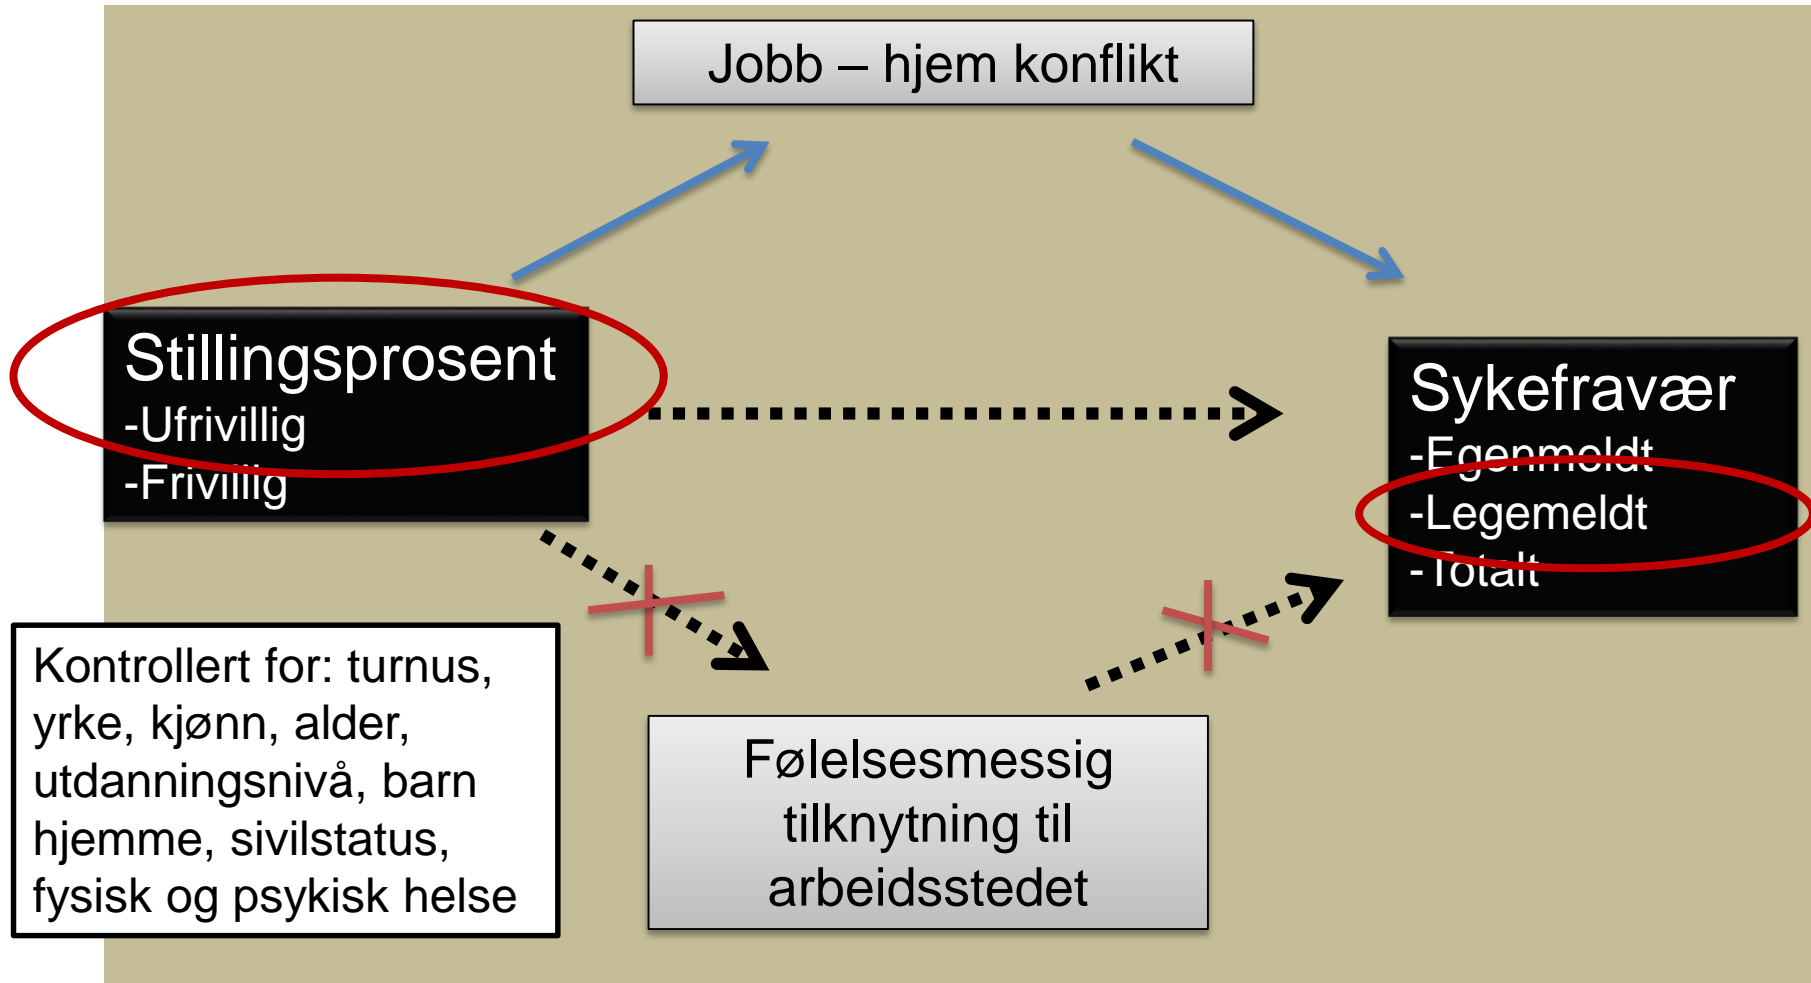 Jobb – hjem konflikt
Stillingsprosent
-Ufrivillig
-Frivillig
Sykefravær
-Egenmeldt
-Legemeldt
-Totalt
Kontrollert for: turnus,
yrke, kjønn, alder,
utdanningsnivå, barn
hjemme, sivilstatus,
fysisk og psykisk helse
Følelsesmessig
tilknytning til
arbeidsstedet